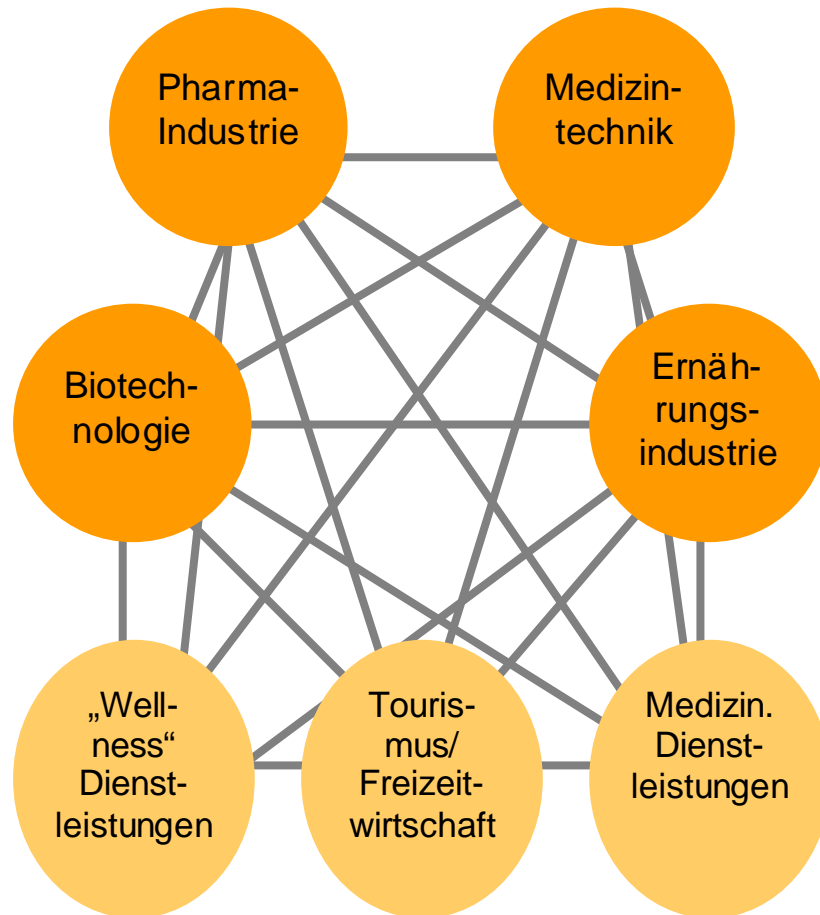 Pharma-
Industrie
Medizin-
technik
Biotech-
nologie
Ernäh-
rungs-
industrie
„Well-
ness“
Dienst-
leistungen
Touris-
mus/
Freizeit-
wirtschaft
Medizin.
Dienst-
leistungen